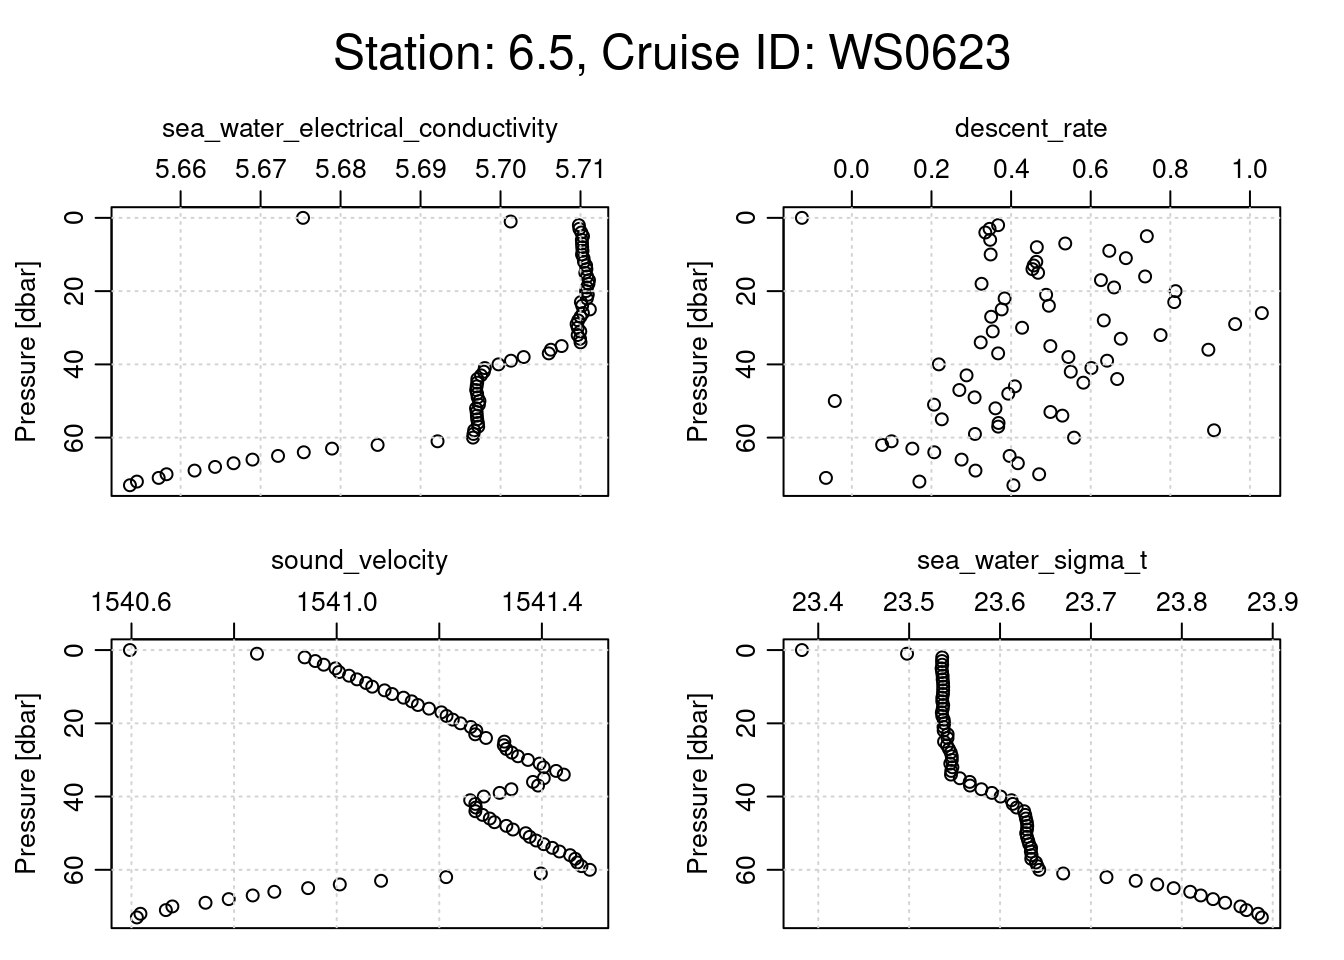 Station: 6.5, Cruise ID: WS0623
sea_water_electrical_conductivity
5.66 5.67 5.68 5.69 5.70 5.71
Pressure [dbar]
0
20
40
60
descent_rate
0.0 0.2 0.4 0.6 0.8 1.0
Pressure [dbar]
0
20
40
60
sound_velocity
1540.6 1541.0 1541.4
Pressure [dbar]
0
20
40
60
sea_water_sigma_t
23.4 23.5 23.6 23.7 23.8 23.9
Pressure [dbar]
0
20
40
60